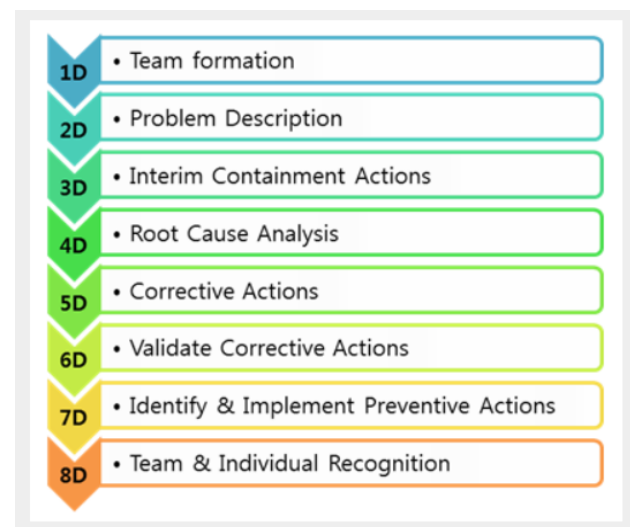 1D • Team formation
2D • Problem Description
3D • Interim Containment Actions
4D • Root Cause Analysis
5D • Corrective Actions
6D • Validate Corrective Actions
7D • Identify & Implement Preventive Actions
8D • Team & Individual Recognition